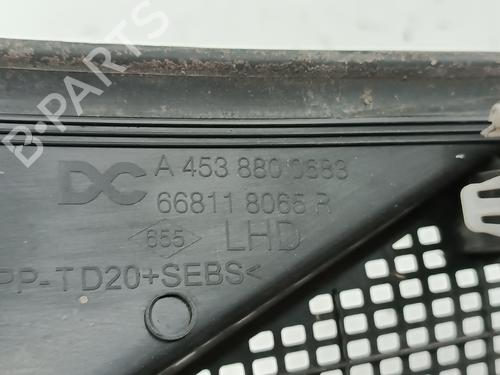 B-PARTS
DC A 453 880 0683
66811 8065 R
655 LHD
PP-TD20+SEBS<